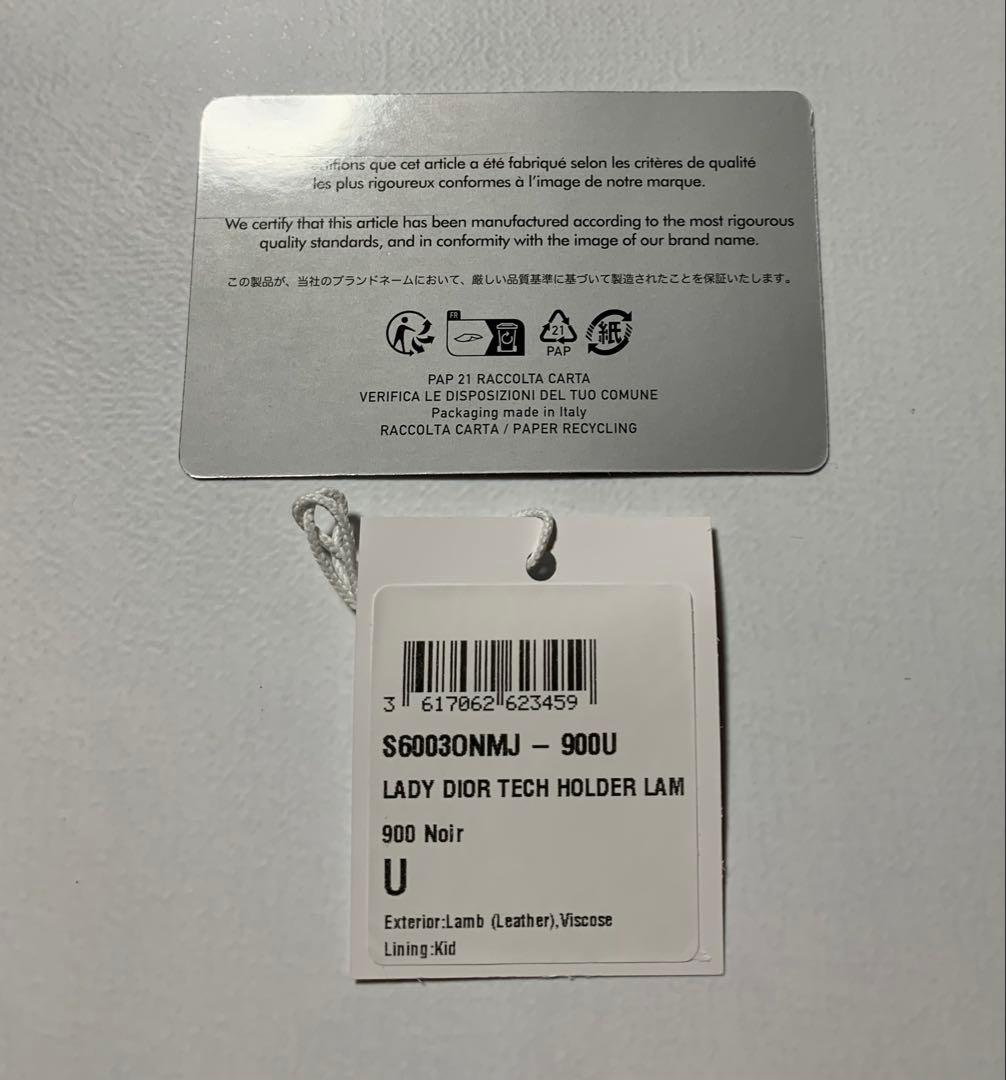 que cet article a été fabriqué selon les critères de qualité
les plus rigoureux conformes à l'image de notre marque.
We certify that this article has been manufactured according to the most rigourous
quality standards, and in conformity with the image of our brand name.
この製品が、当社のブランドネームにおいて、厳しい品質基準に基づいて製造されたことを保証いたします。
FR
21
PAP
紙
PAP 21 RACCOLTA CARTA
VERIFICA LE DISPOSIZIONI DEL TUO COMUNE
Packaging made in Italy
RACCOLTA CARTA / PAPER RECYCLING
3 617062 623459
S6003ONMJ – 900U
LADY DIOR TECH HOLDER LAM
900 Noir
U
Exterior:Lamb (Leather),Viscose
Lining:Kid